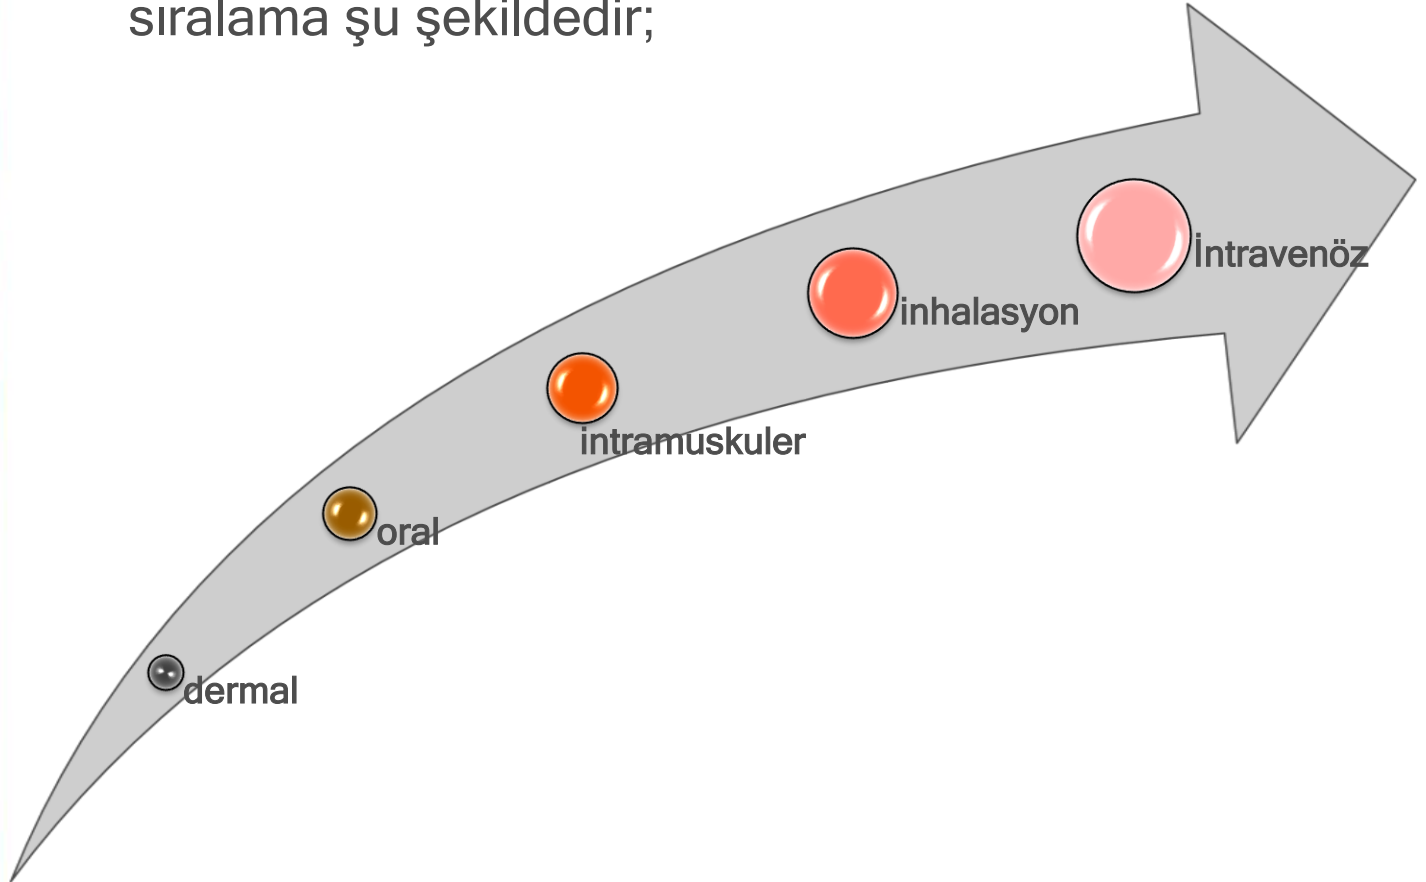 sıralama şu şekildedir;
İntravenöz
inhalasyon
intramuskuler
oral
dermal